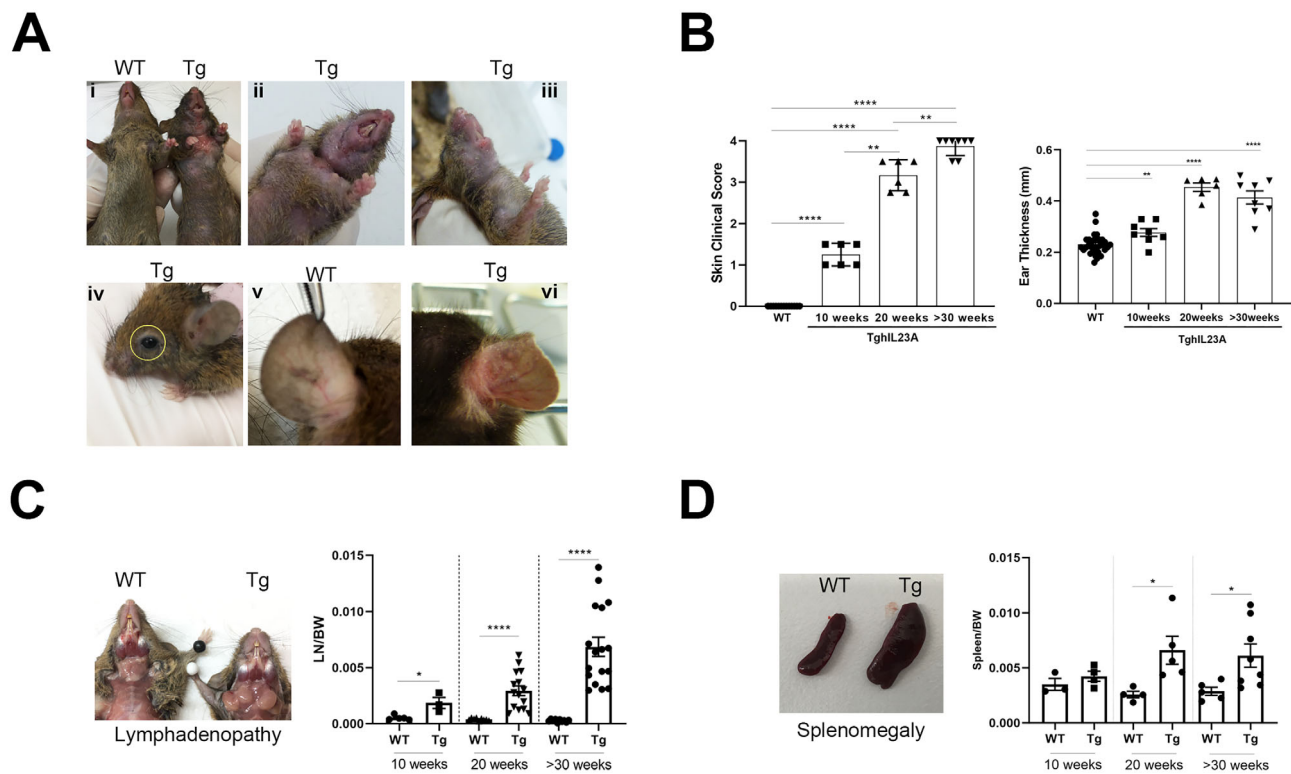 A
WT Tg
i
Tg
ii
Tg
iii
Tg
iv
WT
v
Tg
vi
B
Skin Clinical Score
4
3
2
1
0
****
****
**
**
****
WT
10 weeks 20 weeks >30 weeks
TghIL23A
Ear Thickness (mm)
0.6
0.4
0.2
0.0
****
****
**
WT
10weeks 20weeks >30weeks
TghIL23A
C
WT Tg
Lymphadenopathy
LN/BW
0.015
0.010
0.005
0.000
*
****
****
WT Tg WT Tg WT Tg
10 weeks 20 weeks >30 weeks
D
WT Tg
Splenomegaly
Spleen/BW
0.015
0.010
0.005
0.000
*
*
WT Tg WT Tg WT Tg
10 weeks 20 weeks >30 weeks